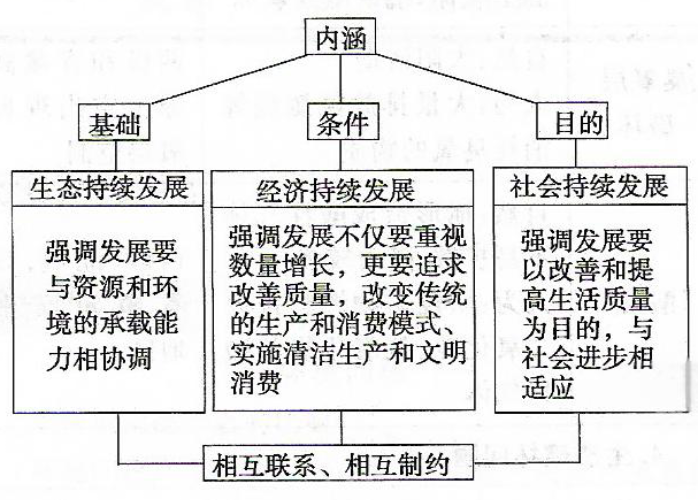 内涵
基础
条件
目的
生态持续发展
强调发展要
与资源和环
境的承载能
力相协调
经济持续发展
强调发展不仅要重视
数量增长，更要追求
改善质量，改变传统
的生产和消费模式、
实施清洁生产和文明
消费
社会持续发展
强调发展要
以改善和提
高生活质量
为目的，与
社会进步相
适应
相互联系、相互制约